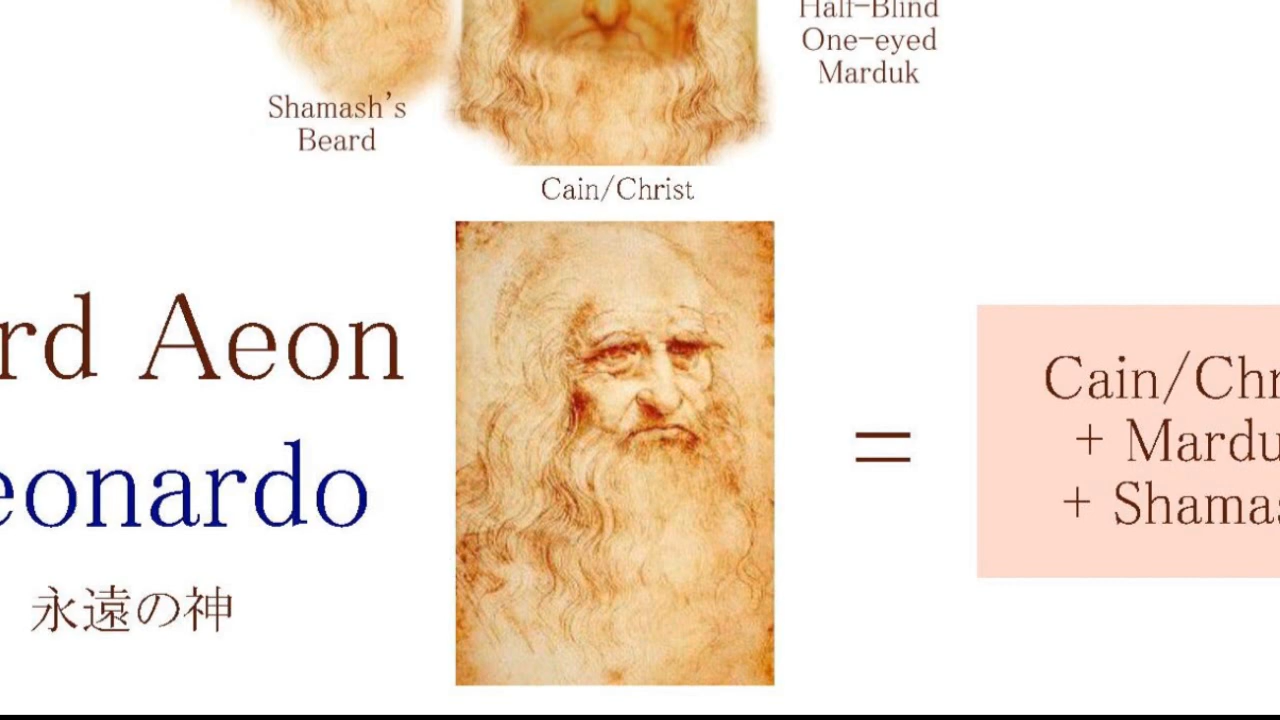 Half-Blind
One-eyed
Marduk
Shamash's
Beard
Cain/Christ
rd Aeon
eonardo
永遠の神
=
Cain/Chr
+ Mardu
+ Shamas